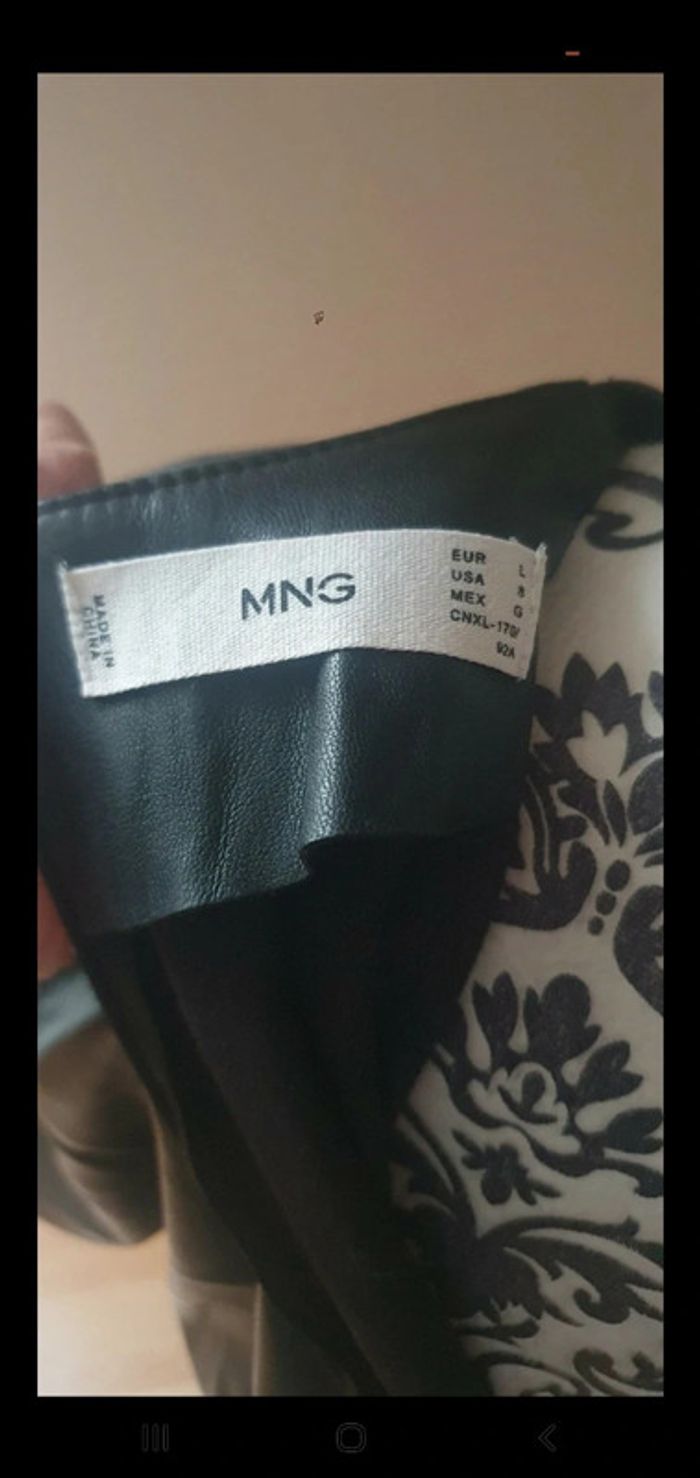 MADE IN
CHINA
MNG
EUR L
USA 8
MEX G
CNXL-170/
92A